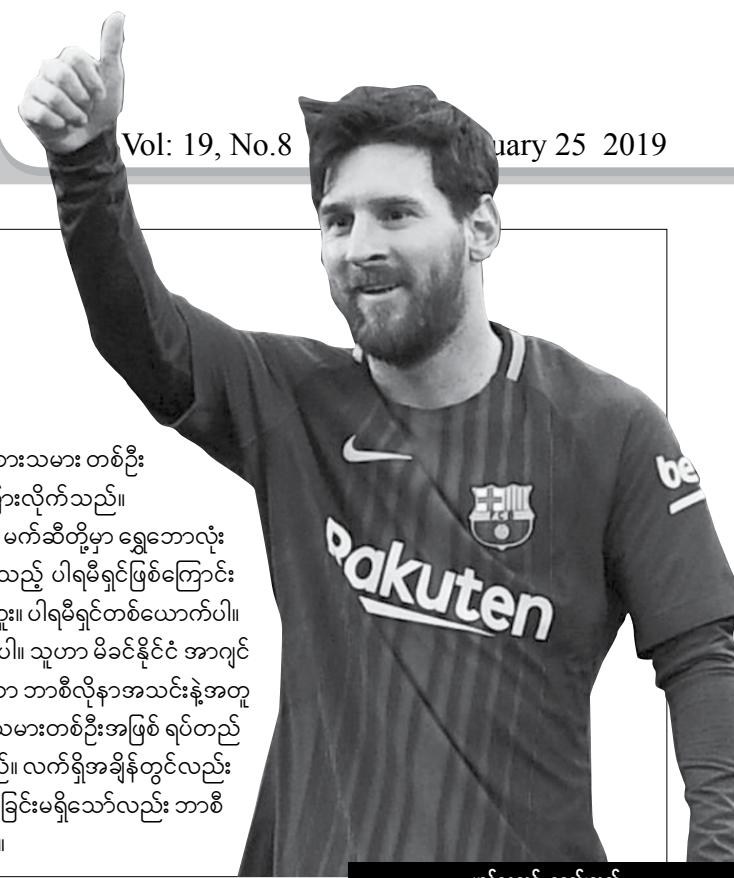 Vol: 19, No.8 uary 25 2019
စားသမား တစ်ဦး
ကြားလိုက်သည်။
မက်ဆီတို့မှာ ရွှေဘောလုံး
သည့် ပါရမီရှင်ဖြစ်ကြောင်း
ဘူး။ ပါရမီရှင်တစ်ယောက်ပါ။
ပါ။ သူဟာ မိခင်နိုင်ငံ အာဂျင်
ဘာစီလိုနာအသင်းနဲ့အတူ
သမားတစ်ဦးအဖြစ် ရပ်တည်
။ လက်ရှိအချိန်တွင်လည်း
ခြင်းမရှိသော်လည်း ဘာစီ
။
FCB
Rakuten
be